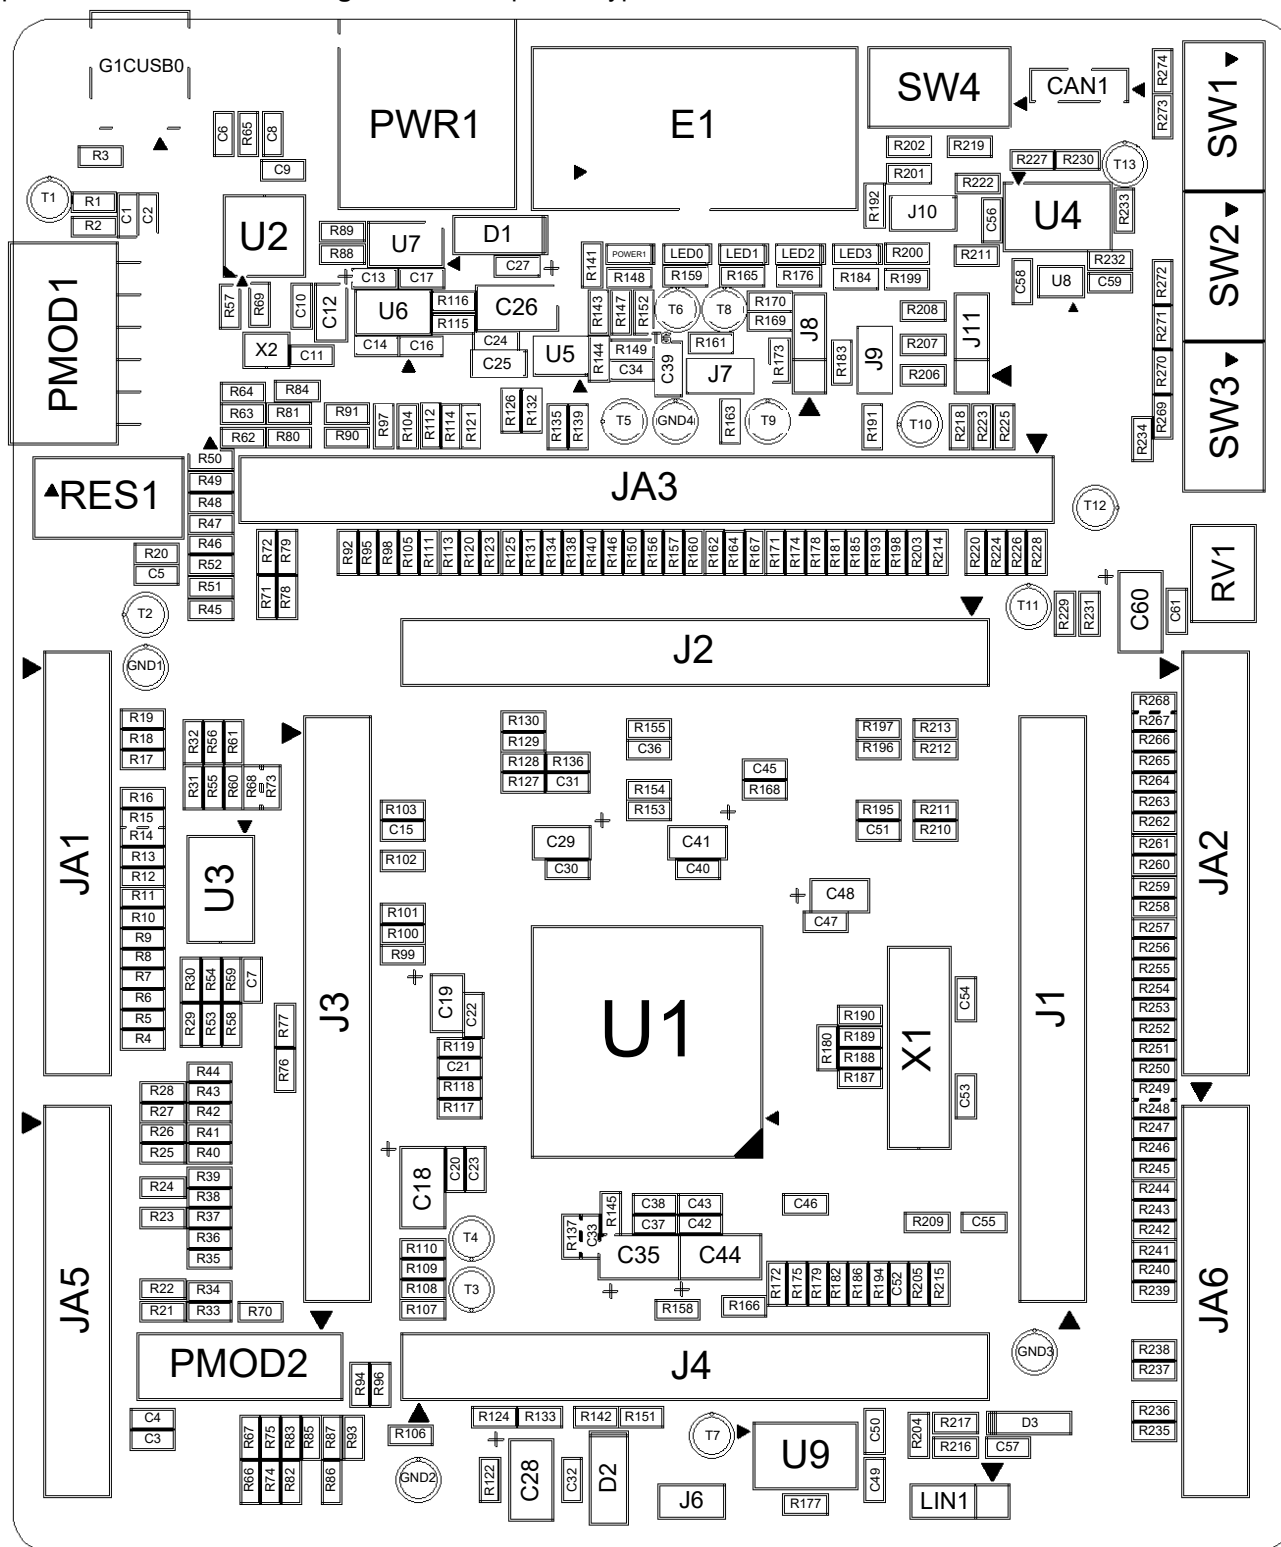 G1CUSB0
PWR1
E1
SW4
CAN1
R274
R273
SW1
C6
R65
C8
R3
C9
R202
R219
R201
R227
R230
T13
R222
T1
R1
R2
C1
C2
R192
J10
C56
U4
R233
SW2
U2
R89
R88
U7
D1
C27
R141
POWER1
LED0
LED1
LED2
LED3
R200
R211
R232
R148
R159
R165
R176
R184
R199
C58
U8
C59
R272
PMOD1
R57
R69
C10
C12
C13
C17
U6
R116
R115
C26
R143
R147
R152
T6
T8
R170
R169
J8
R208
J11
R271
X2
C11
C14
C16
C24
C25
U5
R144
R149
C34
C39
R161
J7
R173
R183
J9
R207
R206
R270
SW3
R64
R84
R63
R81
R91
R62
R80
R90
R97
R104
R112
R114
R121
R126
R132
R135
R139
T5
GND4
R163
T9
R191
T10
R218
R223
R225
R234
R269
R50
R49
R48
R47
R46
R52
R51
R45
RES1
JA3
T12
R20
C5
R72
R79
R71
R78
R92
R95
R98
R105
R111
R113
R120
R123
R125
R131
R134
R138
R140
R146
R150
R156
R157
R160
R162
R164
R167
R171
R174
R178
R181
R185
R193
R198
R203
R214
R220
R224
R226
R228
RV1
T2
T11
R229
R231
C60
C61
GND1
J2
R19
R18
R17
R32
R56
R61
R31
R55
R60
R68
R73
R130
R129
R128
R136
R127
C31
R155
C36
R154
R153
C45
R168
R197
R213
R196
R212
R195
R211
C51
R210
R268
R267
R266
R265
R264
R263
R262
R261
R260
R259
R258
R257
R256
R255
R254
R253
R252
R251
R250
R249
R248
R247
R246
R245
R244
R243
R242
R241
R240
R239
JA1
R16
R15
R14
R13
R12
R11
R10
R9
R8
R7
R6
R5
R4
U3
R103
C15
R102
R101
R100
R99
C29
C30
C41
C40
C48
C47
JA2
R30
R54
R59
C7
R29
R53
R58
R77
R76
J3
C19
C22
R119
C21
R118
R117
U1
R180
R190
R189
R188
R187
X1
C54
C53
J1
R44
R28
R43
R27
R42
R26
R41
R25
R40
R39
R24
R38
R23
R37
R36
R35
R22
R34
R21
R33
R70
JA5
C18
C20
C23
T4
R110
R109
R108
R107
T3
R137
C33
R145
C38
C43
C37
C42
C35
C44
C46
R209
C55
R158
R166
R172
R175
R179
R182
R186
R194
C52
R205
R215
JA6
PMOD2
J4
GND3
R238
R237
R94
R96
C4
C3
R67
R75
R83
R85
R87
R93
R66
R74
R82
R86
R106
GND2
R124
R133
R142
R151
R122
C28
C32
D2
T7
J6
U9
R177
C50
C49
R204
R217
R216
D3
C57
LIN1
R236
R235